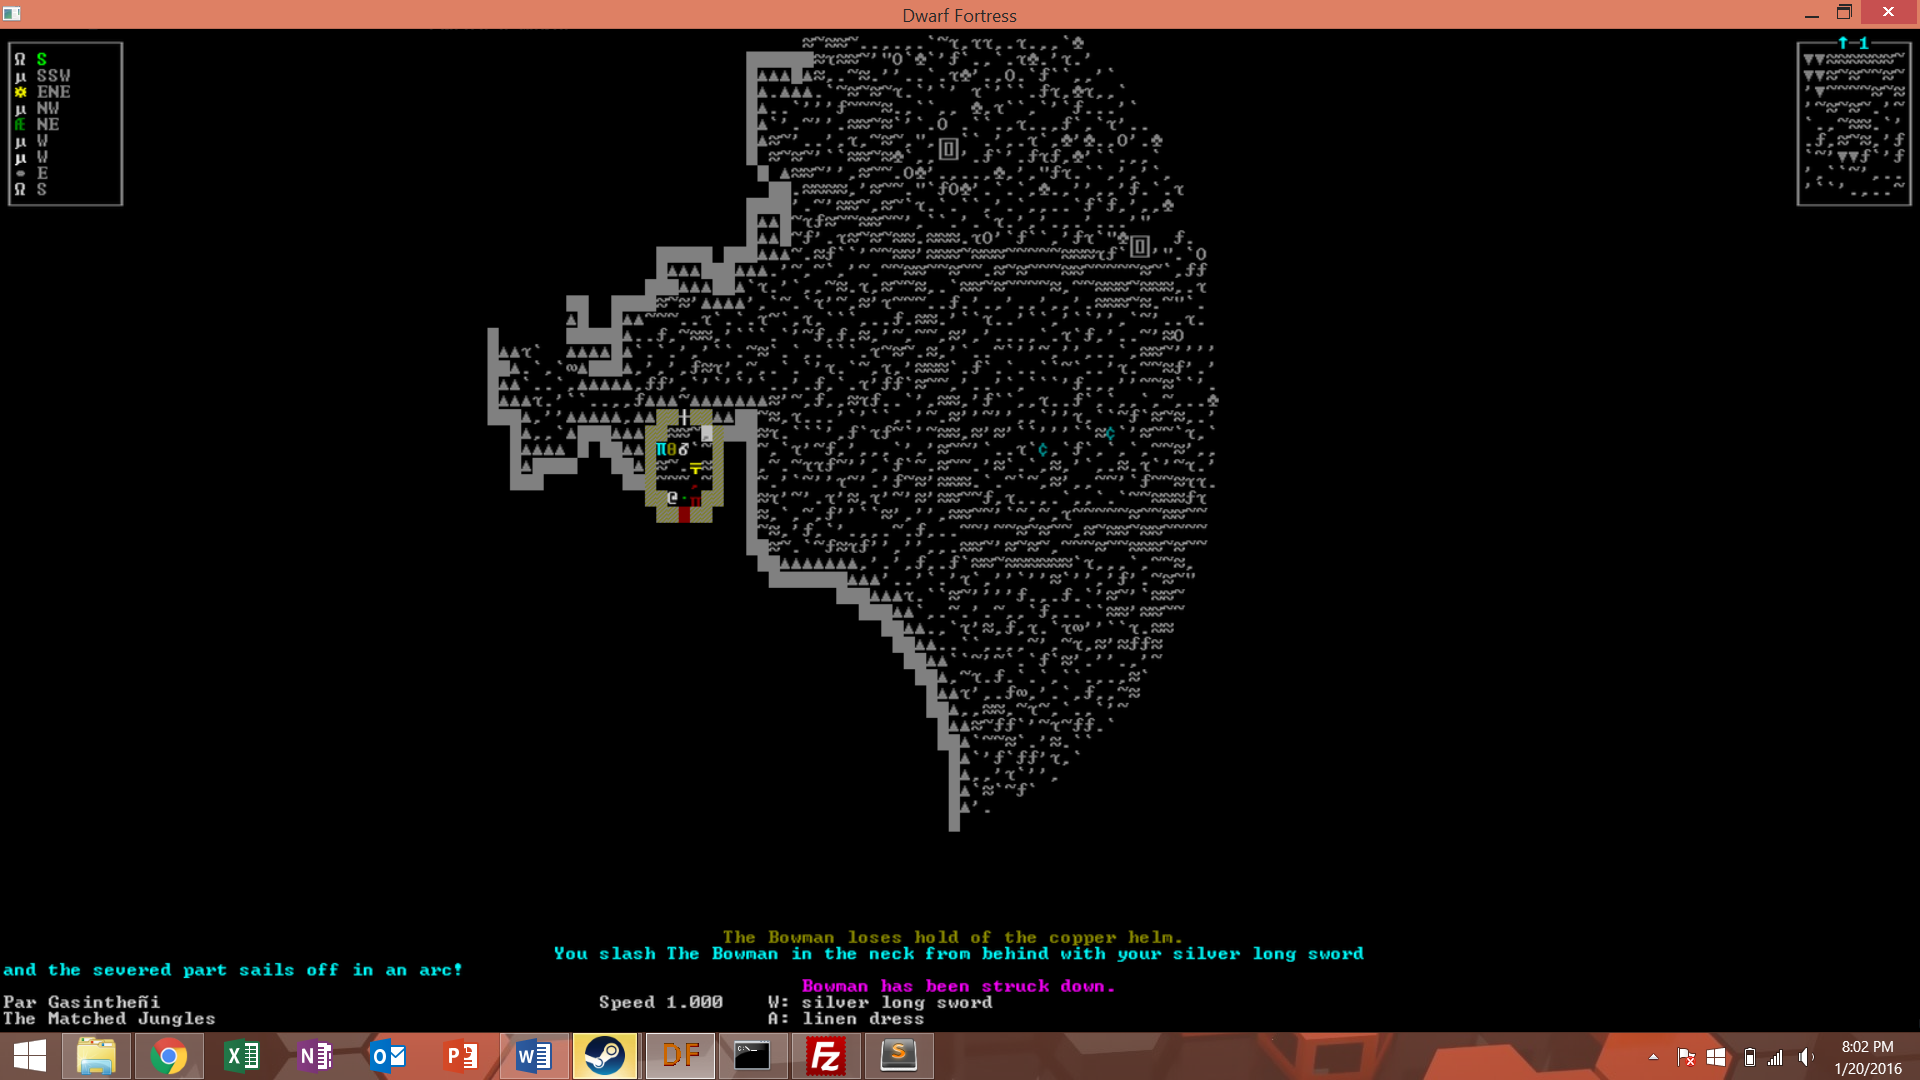 Dwarf Fortress
S
SSW
ENE
NW
NE
W
W
E
S
↑-1
The Bowman loses hold of the copper helm.
You slash The Bowman in the neck from behind with your silver long sword
and the severed part sails off in an arc!
Bowman has been struck down.
Par Gasintheñi
Speed 1.000
W: silver long sword
The Matched Jungles
A: linen dress
8:02 PM
1/20/2016